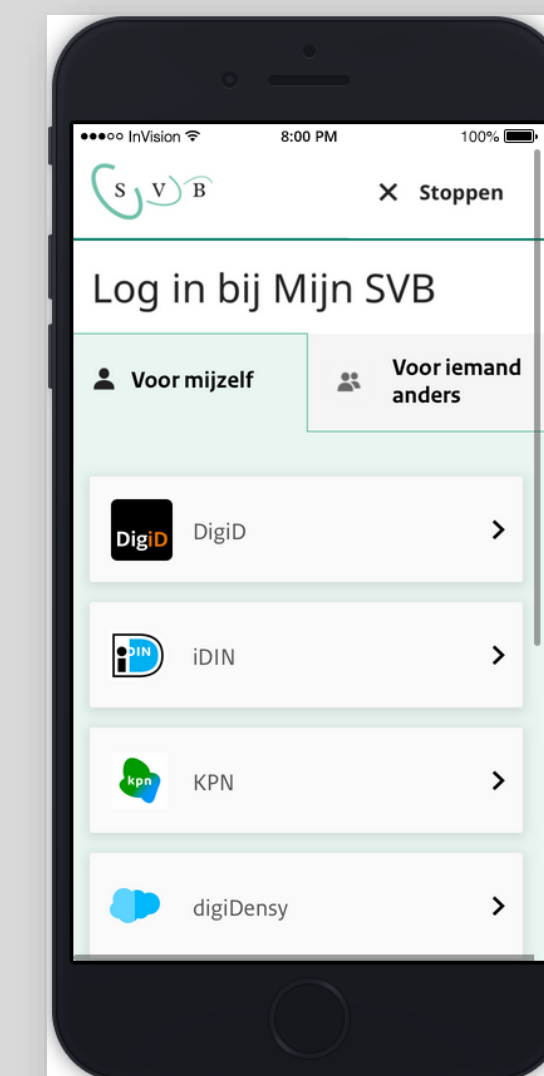 InVision 8:00 PM 100%
S V B Stoppen
Log in bij Mijn SVB
Voor mijzelf
Voor iemand
anders
DigiD DigiD
iDIN iDIN
kpn KPN
digiDensy